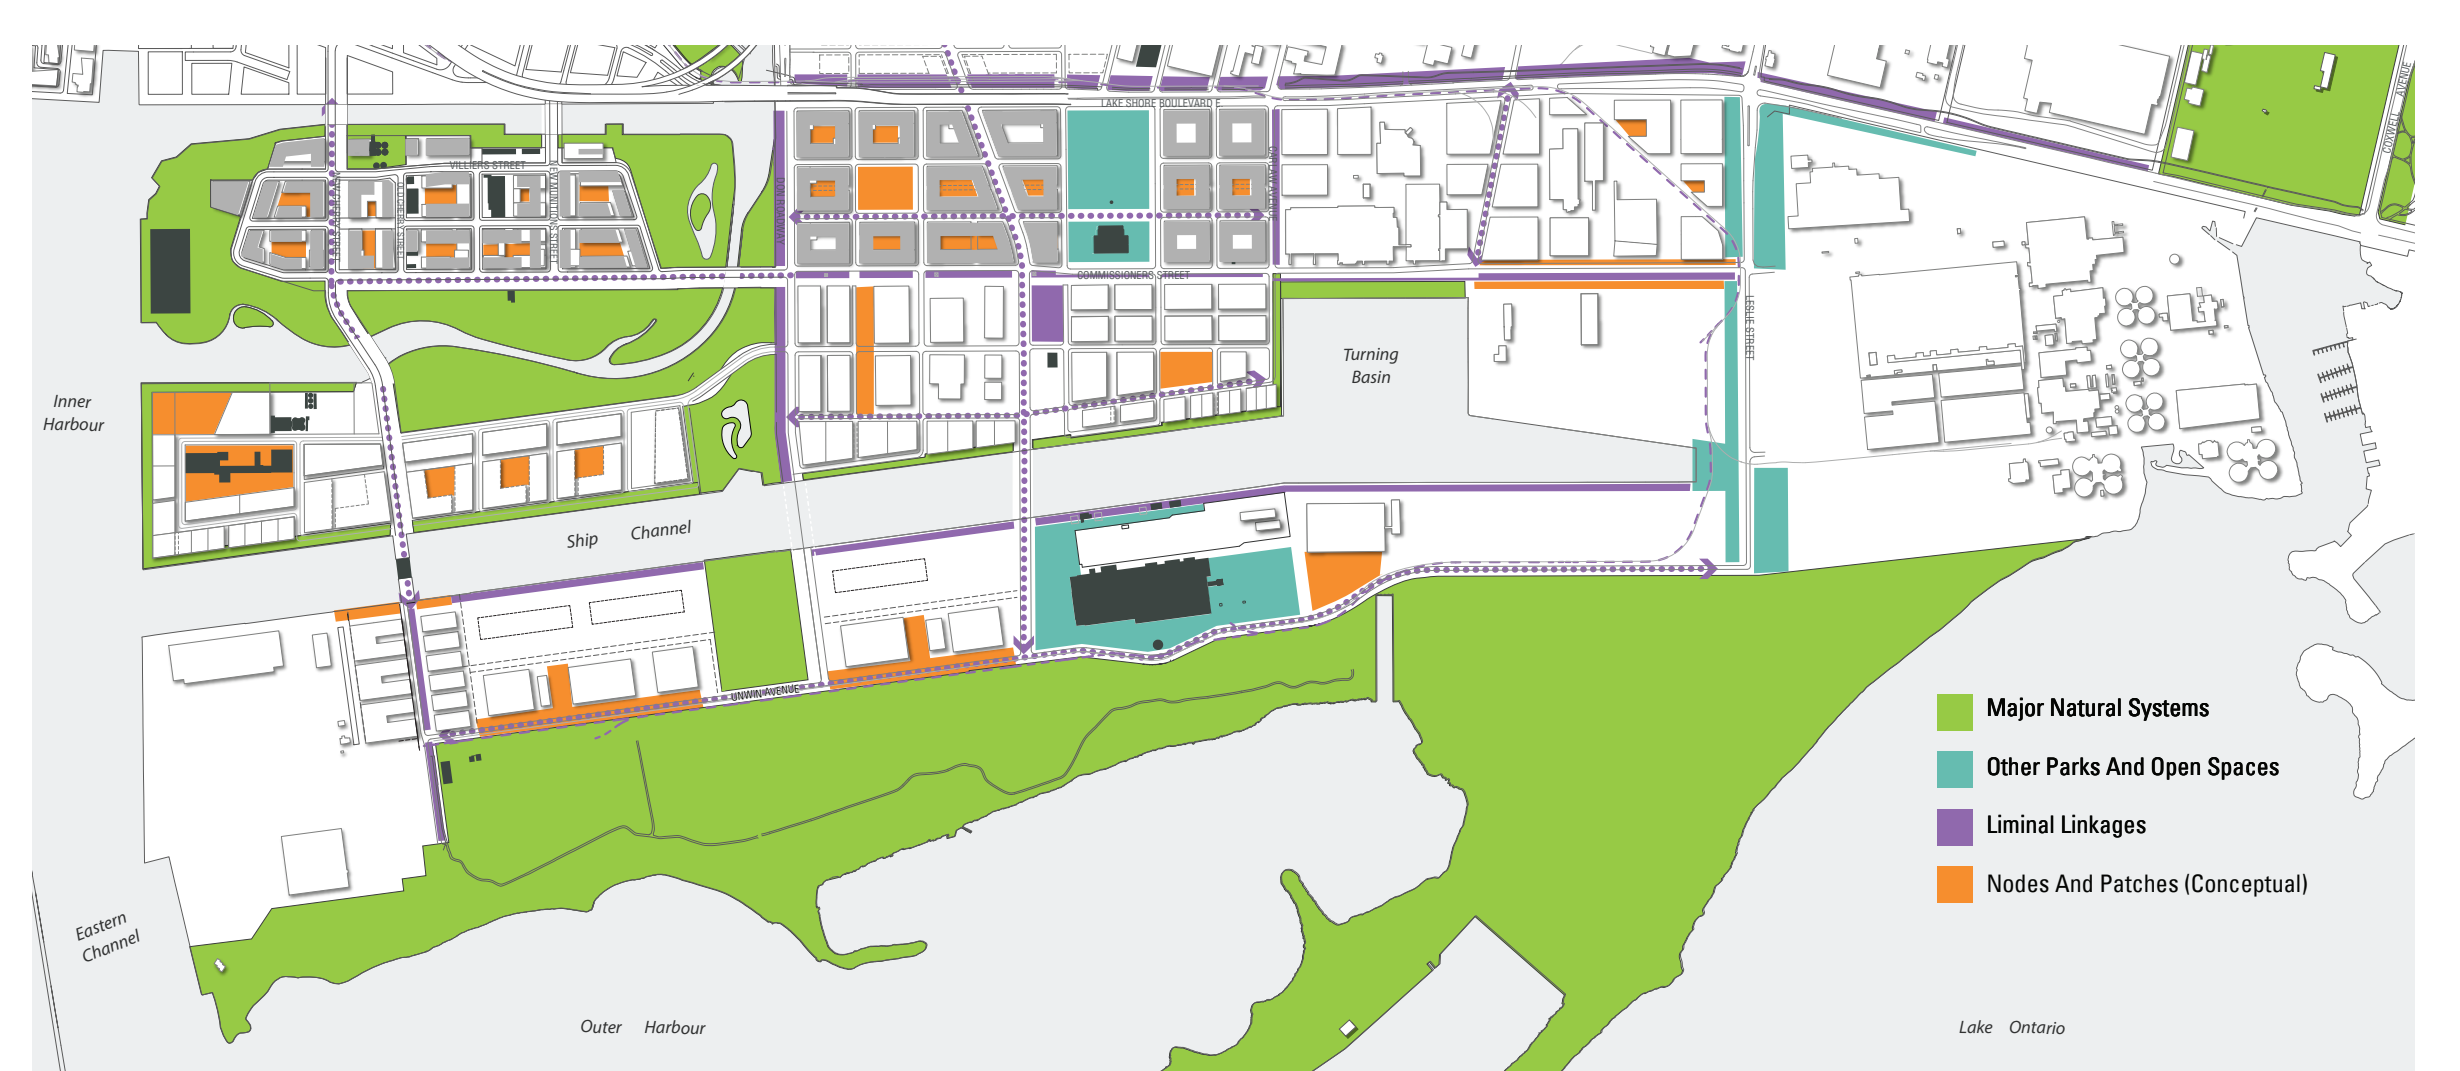 LAKE SHORE BOULEVARD E.
COXWELL AVENUE
VILLIERS STREET
DON ROADWAY
CARLAW AVENUE
COMMISSIONERS STREET
LESLIE STREET
Turning
Basin
Inner
Harbour
Ship Channel
UNWIN AVENUE
Major Natural Systems
Other Parks And Open Spaces
Liminal Linkages
Nodes And Patches (Conceptual)
Eastern
Channel
Outer Harbour
Lake Ontario